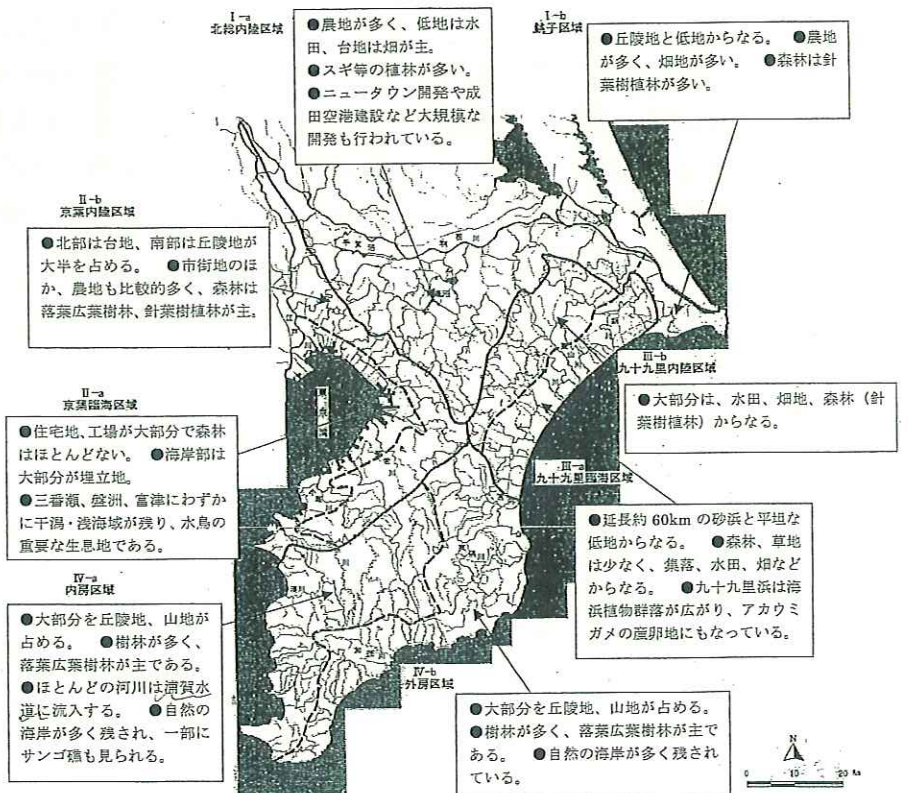 I-a
北総内陸区域
●農地が多く、低地は水
田、台地は畑が主。
●スギ等の植林が多い。
●ニュータウン開発や成
田空港建設など大規模な
開発も行われている。
I-b
銚子区域
●丘陵地と低地からなる。 ●農地
が多く、畑地が多い。 ●森林は針
葉樹植林が多い。
II-b
京葉内陸区域
●北部は台地、南部は丘陵地が
大半を占める。 ●市街地のほ
か、農地も比較的多く、森林は
落葉広葉樹林、針葉樹植林が主。
手賀沼
利根川
東京湾
II-a
京葉臨海区域
●住宅地、工場が大部分で森林
はほとんどない。 ●海岸部は
大部分が埋立地。
●三番瀬、盤洲、富津にわずか
に干潟・浅海域が残り、水鳥の
重要な生息地である。
III-b
九十九里内陸区域
●大部分は、水田、畑地、森林（針
葉樹植林）からなる。
III-a
九十九里臨海区域
●延長約 60km の砂浜と平坦な
低地からなる。 ●森林、草地
は少なく、集落、水田、畑など
からなる。 ●九十九里浜は海
浜植物群落が広がり、アカウミ
ガメの産卵地にもなっている。
IV-a
内房区域
●大部分を丘陵地、山地が
占める。 ●樹林が多く、
落葉広葉樹林が主である。
●ほとんどの河川は浦賀水
道に流入する。 ●自然の
海岸が多く残され、一部に
サンゴ礁も見られる。
IV-b
外房区域
●大部分を丘陵地、山地が占める。
●樹林が多く、落葉広葉樹林が主で
ある。 ●自然の海岸が多く残され
ている。
N
0 10 20 km